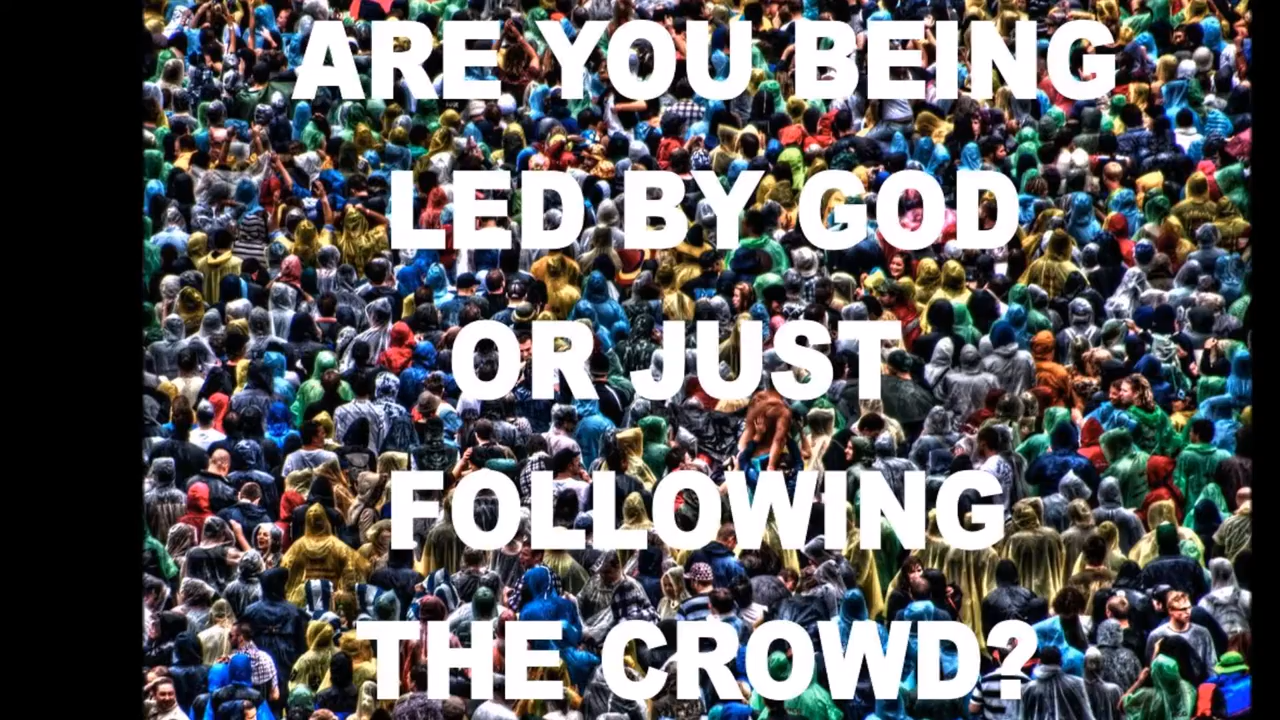 ARE YOU BEING
LED BY GOD
OR JUST
FOLLOWING
THE CROWD?